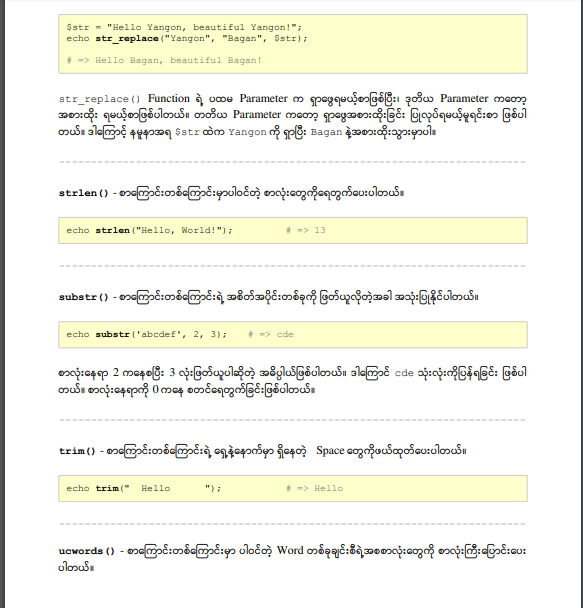 $str = "Hello Yangon, beautiful Yangon!";
echo str_replace("Yangon", "Bagan", $str);
# => Hello Bagan, beautiful Bagan!
str_replace() Function ရဲ့ ပထမ Parameter က ရှာဖွေရမယ့်စာဖြစ်ပြီး၊ ဒုတိယ Parameter ကတော့
အစားထိုး ရမယ့်စာဖြစ်ပါတယ်။ တတိယ Parameter ကတော့ ရှာဖွေအစားထိုးခြင်း ပြုလုပ်ရမယ့်မူရင်းစာ ဖြစ်ပါ
တယ်။ ဒါကြောင့် နမူနာအရ $str ထဲက Yangon ကို ရှာပြီး Bagan နဲ့အစားထိုးသွားမှာပါ။
strlen() - စာကြောင်းတစ်ကြောင်းမှာပါဝင်တဲ့ စာလုံးတွေကိုရေတွက်ပေးပါတယ်။
echo strlen("Hello, World!"); # => 13
substr() - စာကြောင်းတစ်ကြောင်းရဲ့ အစိတ်အပိုင်းတစ်ခုကို ဖြတ်ယူလိုတဲ့အခါ အသုံးပြုနိုင်ပါတယ်။
echo substr('abcdef', 2, 3); # => cde
စာလုံးနေရာ 2 ကနေစပြီး 3 လုံးဖြတ်ယူပါဆိုတဲ့ အဓိပ္ပါယ်ဖြစ်ပါတယ်။ ဒါကြောင် cde သုံးလုံးကိုပြန်ရခြင်း ဖြစ်ပါ
တယ်။ စာလုံးနေရာကို 0 ကနေ စတင်ရေတွက်ခြင်းဖြစ်ပါတယ်။
trim() - စာကြောင်းတစ်ကြောင်းရဲ့ ရှေ့နဲ့နောက်မှာ ရှိနေတဲ့ Space တွေကိုဖယ်ထုတ်ပေးပါတယ်။
echo trim(" Hello "); # => Hello
ucwords() - စာကြောင်းတစ်ကြောင်းမှာ ပါဝင်တဲ့ Word တစ်ခုချင်းစီရဲ့အစစာလုံးတွေကို စာလုံးကြီးပြောင်းပေး
ပါတယ်။